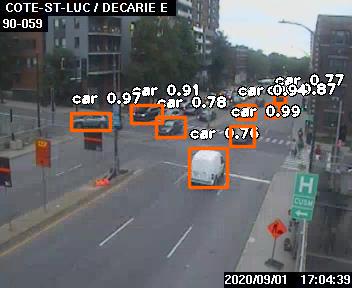 COTE-ST-LUC / DECARIE E
90-059
car 0.77
car 0.91
car 0.97
car 0.78
car 0.99
car 0.76
H
CUSM
2020/09/01 17:04:39